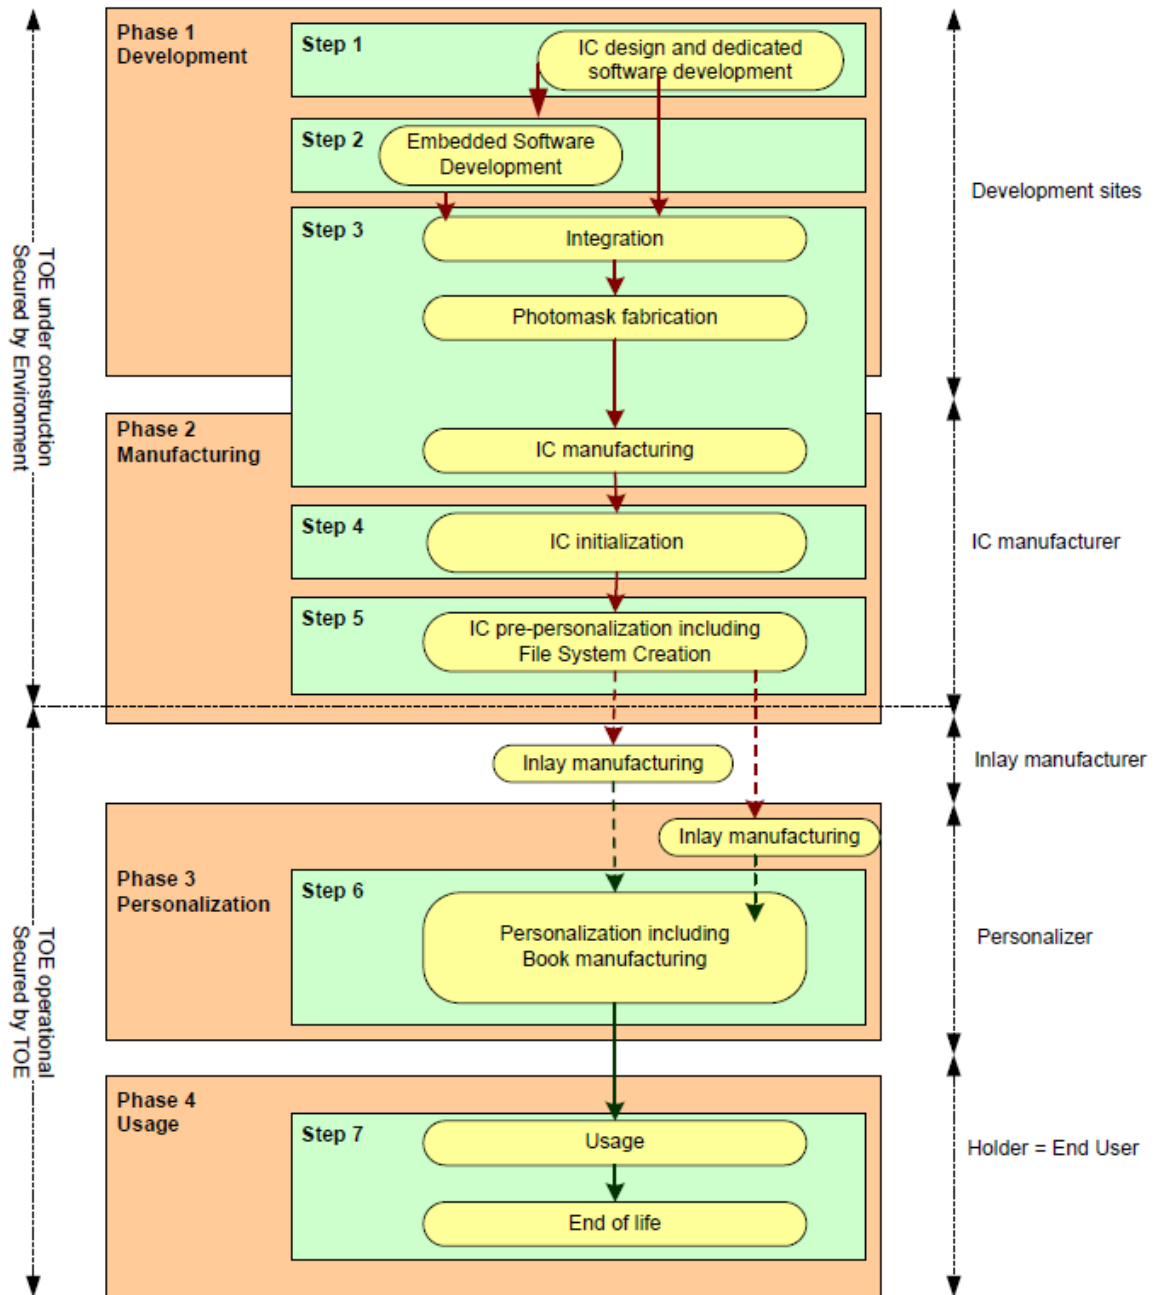 Phase 1
Development
Step 1
IC design and dedicated
software development
Step 2
Embedded Software
Development
Step 3
Integration
Photomask fabrication
Development sites
TOE under construction
Secured by Environment
Phase 2
Manufacturing
IC manufacturing
Step 4
IC initialization
IC manufacturer
Step 5
IC pre-personalization including
File System Creation
Inlay manufacturing
Inlay manufacturer
Inlay manufacturing
Phase 3
Personalization
Step 6
Personalization including
Book manufacturing
Personalizer
TOE operational
Secured by TOE
Phase 4
Usage
Step 7
Usage
Holder = End User
End of life